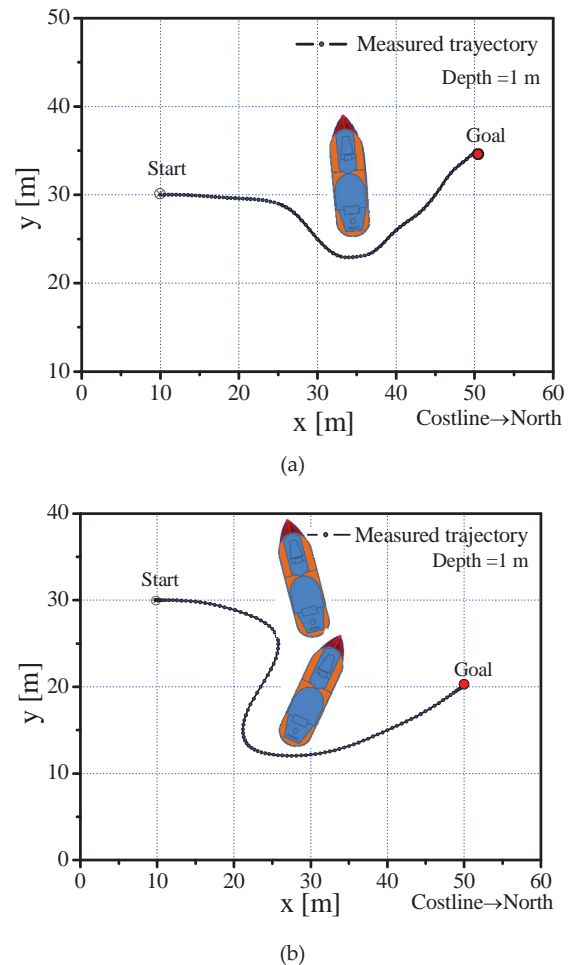 50
Measured trayectory
Depth =1 m
40
Goal
Start
30
y [m]
20
10
0 10 20 30 40 50 60
x [m]
Costline→North
(a)
40
Measured trajectory
Depth =1 m
Start
30
Goal
y [m]
20
10
0
0 10 20 30 40 50 60
x [m]
Costline→North
(b)